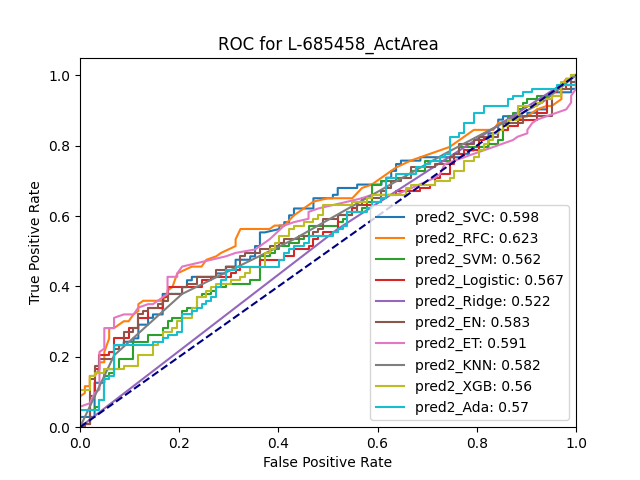 ROC for L-685458_ActArea
True Positive Rate
1.0
0.8
0.6
0.4
0.2
0.0
pred2_SVC: 0.598
pred2_RFC: 0.623
pred2_SVM: 0.562
pred2_Logistic: 0.567
pred2_Ridge: 0.522
pred2_EN: 0.583
pred2_ET: 0.591
pred2_KNN: 0.582
pred2_XGB: 0.56
pred2_Ada: 0.57
0.0 0.2 0.4 0.6 0.8 1.0
False Positive Rate